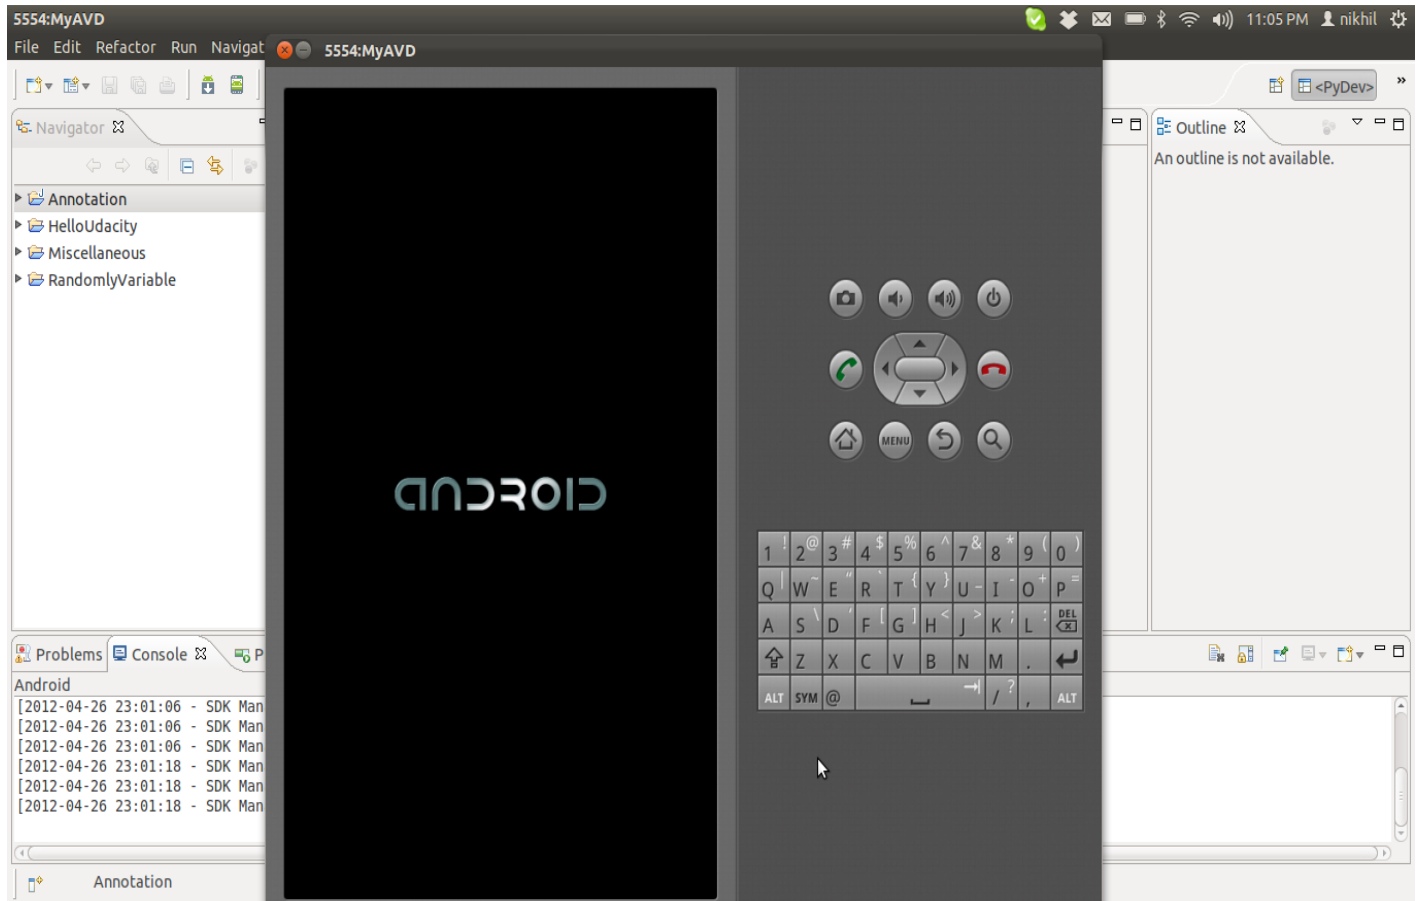 5554:MyAVD
11:05 PM nikhil
File Edit Refactor Run Navigat
5554:MyAVD
<PyDev> »
Navigator
Outline
An outline is not available.
Annotation
HelloUdacity
Miscellaneous
RandomlyVariable
MENU
ANDROID
1 ! 2 @ 3 # 4 $ 5 % 6 ^ 7 & 8 * 9 ( 0 )
Q | W ~ E " R ` T { Y } U _ I - O + P =
A S \ D ' F [ G ] H < J > K ; L : DEL
Z X C V B N M .
ALT SYM @ / ? , ALT
Problems Console P
Android
[2012-04-26 23:01:06 - SDK Man
[2012-04-26 23:01:06 - SDK Man
[2012-04-26 23:01:06 - SDK Man
[2012-04-26 23:01:18 - SDK Man
[2012-04-26 23:01:18 - SDK Man
[2012-04-26 23:01:18 - SDK Man
Annotation